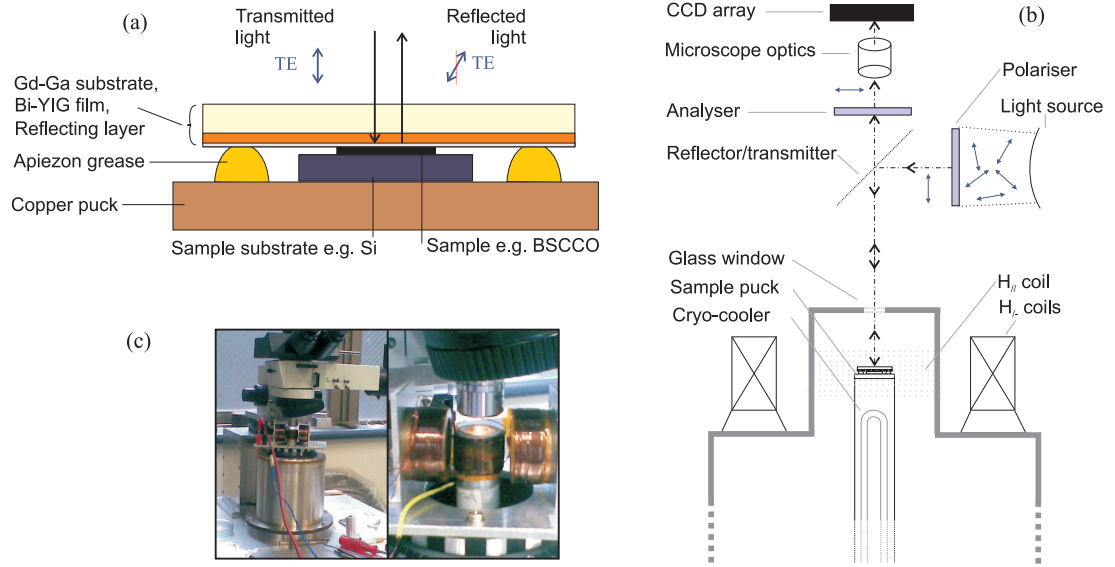 (a)
Transmitted
light
Reflected
light
TE
TE
Gd-Ga substrate,
Bi-YIG film,
Reflecting layer
Apiezon grease
Copper puck
Sample substrate e.g. Si
Sample e.g. BSCCO
(b)
CCD array
Microscope optics
Polariser
Light source
Analyser
Reflector/transmitter
Glass window
Sample puck
Cryo-cooler
H// coil
H/- coils
(c)